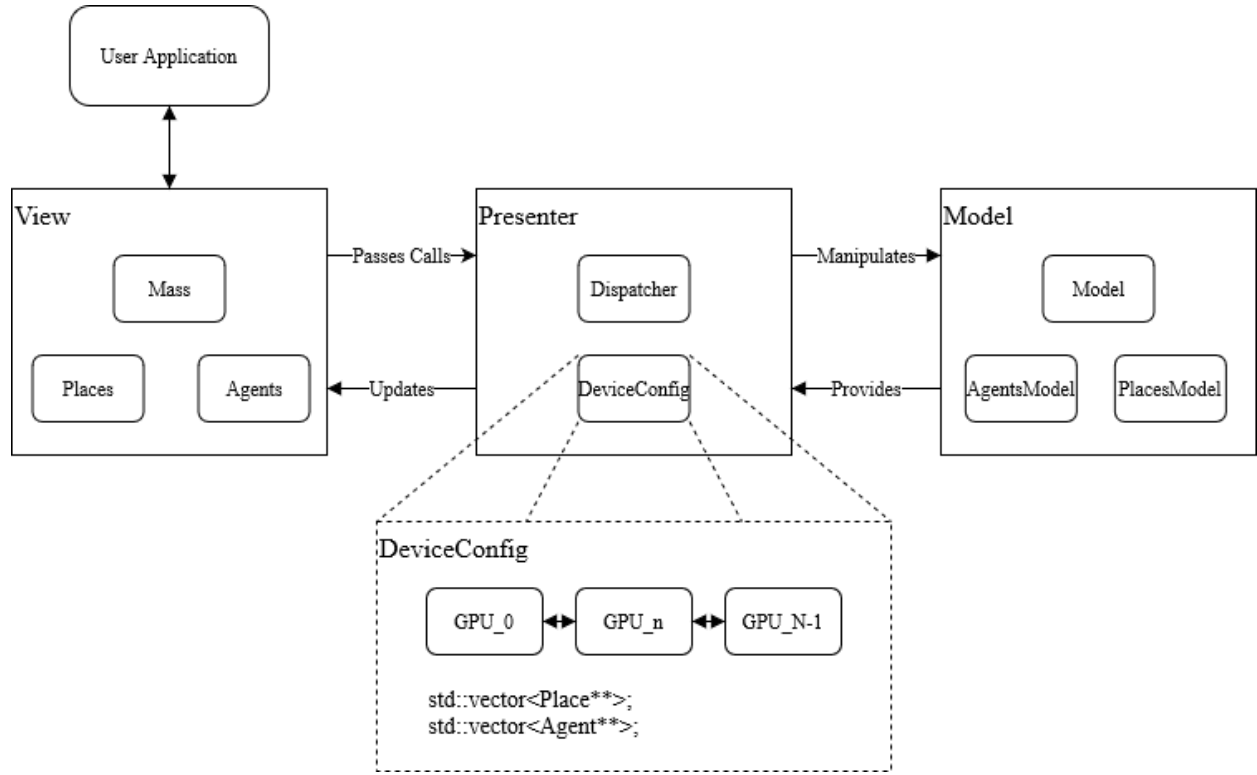 User Application
View
Mass
Places
Agents
Passes Calls
Updates
Presenter
Dispatcher
DeviceConfig
Manipulates
Provides
Model
Model
AgentsModel
PlacesModel
DeviceConfig
GPU_0
GPU_n
GPU_N-1
std::vector<Place**>;
std::vector<Agent**>;